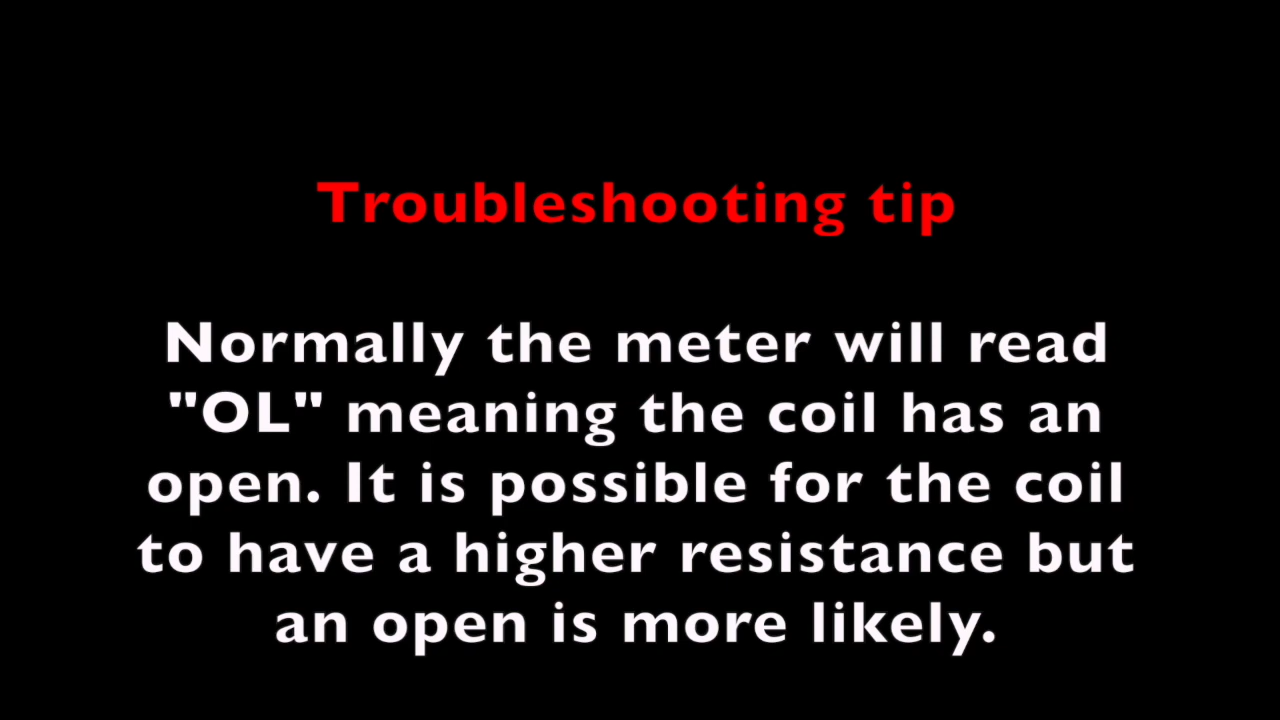 Troubleshooting tip
Normally the meter will read
"OL" meaning the coil has an
open. It is possible for the coil
to have a higher resistance but
an open is more likely.